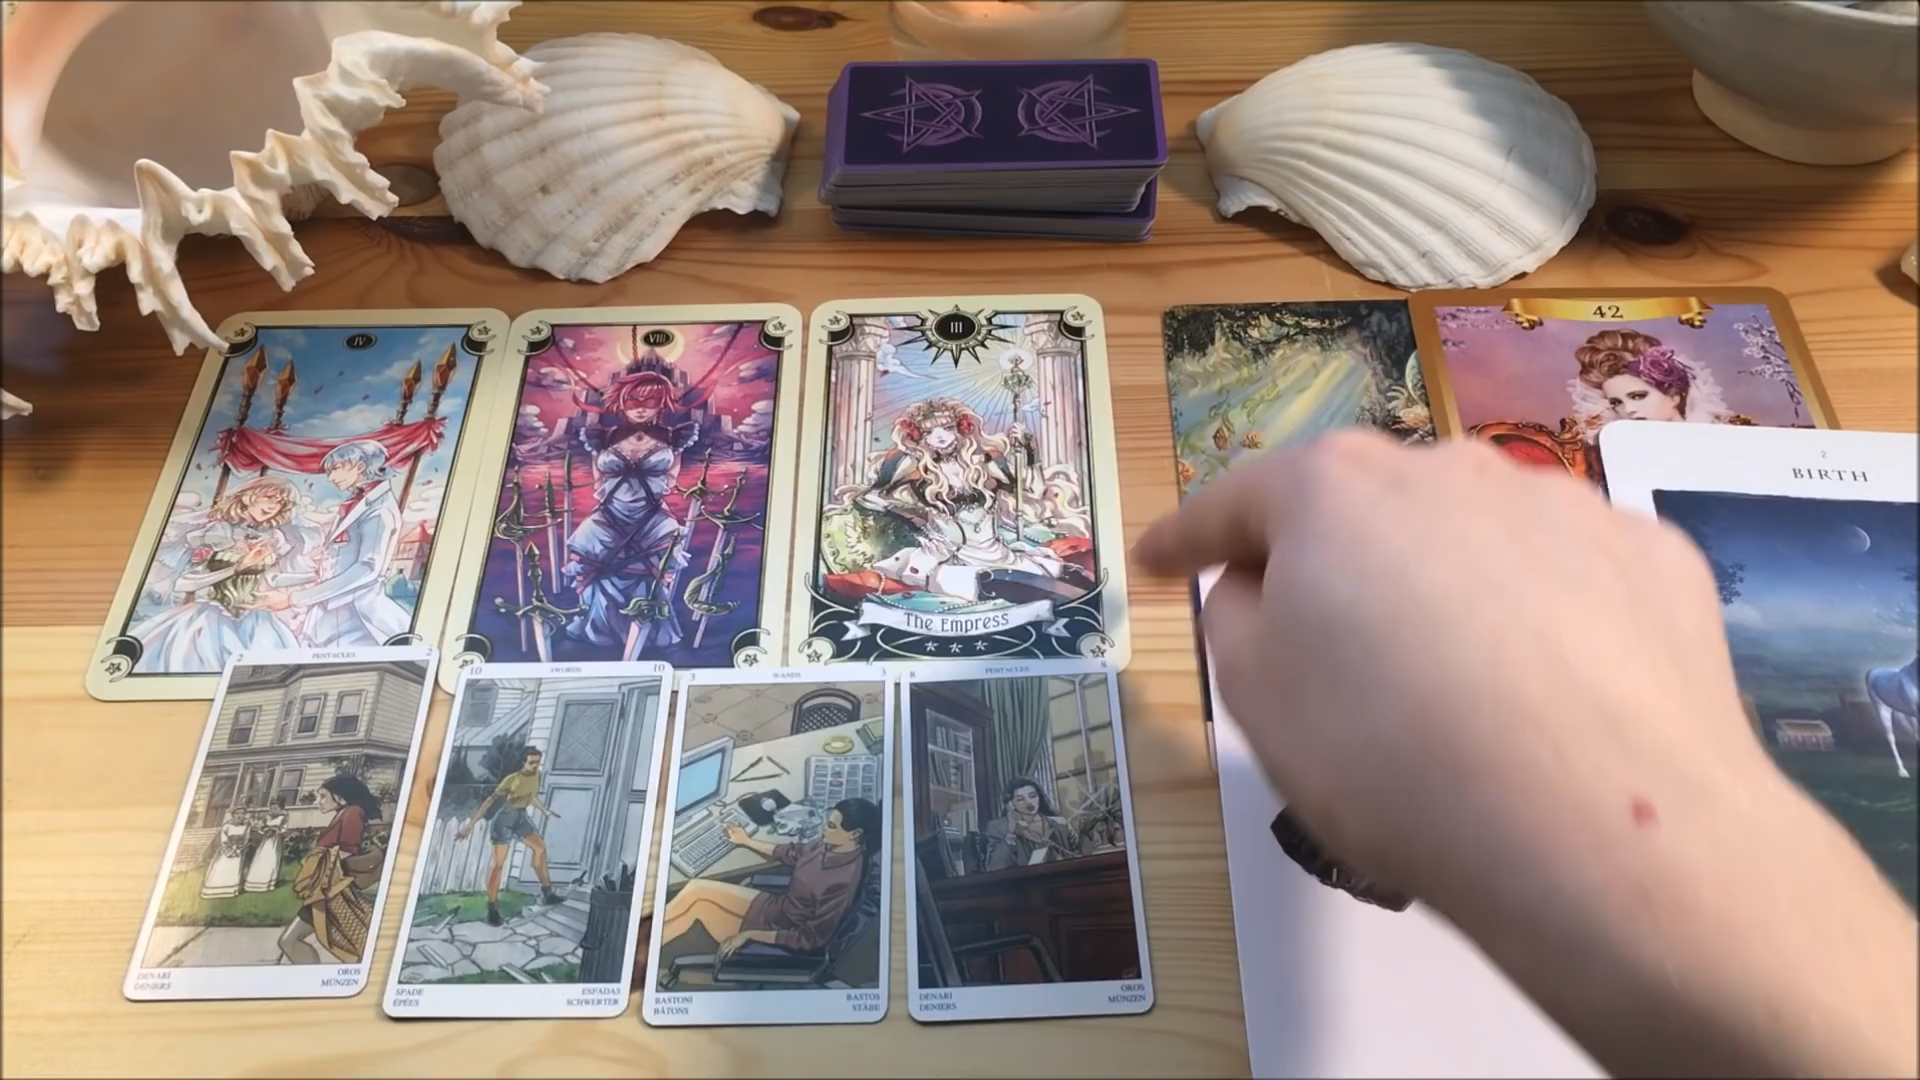 IV
VIII
III
42
The Empress
2
BIRTH
2 PENTACLES 2
10 SWORDS 10
3 WANDS 3
8 PENTACLES 8
DENARI
DENIERS
OROS
MÜNZEN
SPADE
ÉPÉES
ESPADAS
SCHWERTER
BASTONI
BÂTONS
BASTOS
STÄBE
DENARI
DENIERS
OROS
MÜNZEN